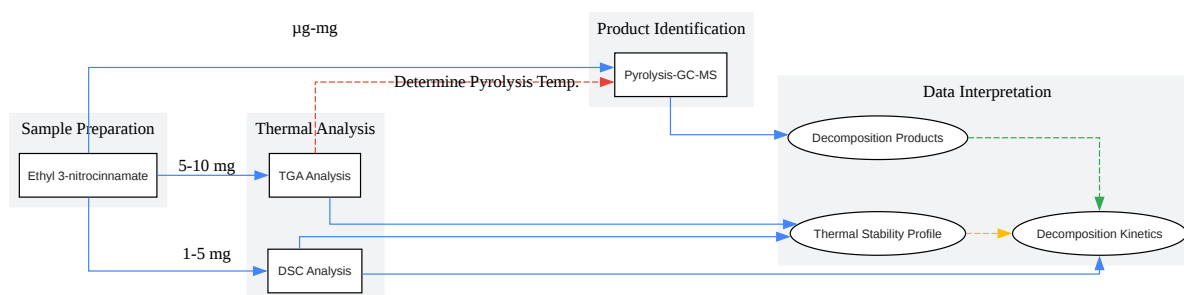 µg-mg
Product Identification
Pyrolysis-GC-MS
Determine Pyrolysis Temp.
Data Interpretation
Sample Preparation
Thermal Analysis
Decomposition Products
5-10 mg
Ethyl 3-nitrocinnamate
TGA Analysis
Thermal Stability Profile
Decomposition Kinetics
1-5 mg
DSC Analysis